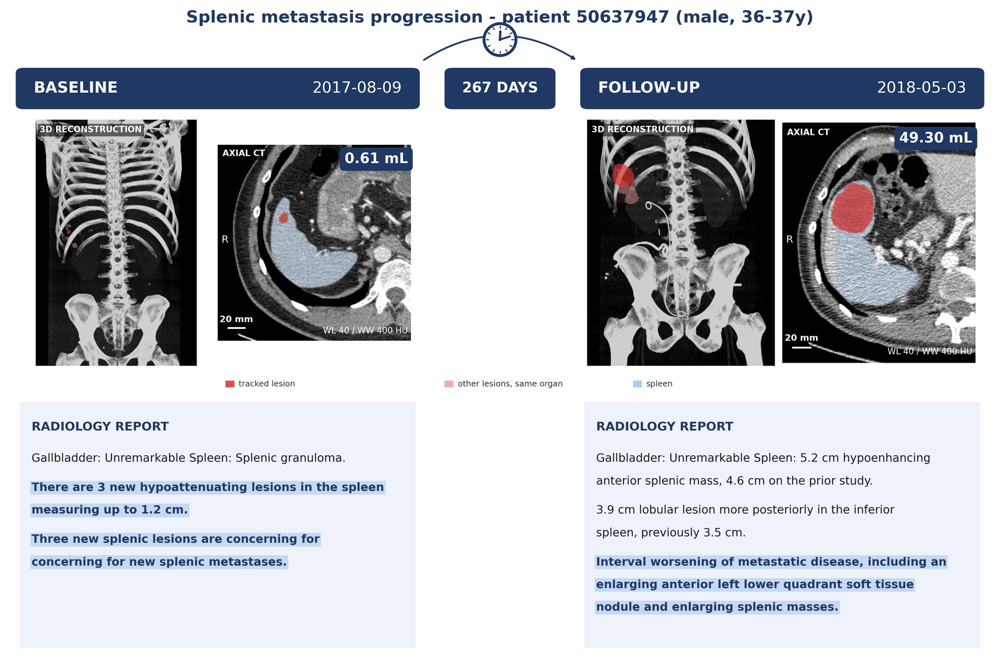 Splenic metastasis progression - patient 50637947 (male, 36-37y)
BASELINE 2017-08-09
267 DAYS
FOLLOW-UP 2018-05-03
3D RECONSTRUCTION
AXIAL CT
0.61 mL
R
L
20 mm
WL 40 / WW 400 HU
3D RECONSTRUCTION
AXIAL CT
49.30 mL
R
L
20 mm
WL 40 / WW 400 HU
tracked lesion
other lesions, same organ
spleen
RADIOLOGY REPORT
Gallbladder: Unremarkable Spleen: Splenic granuloma.
There are 3 new hypoattenuating lesions in the spleen
measuring up to 1.2 cm.
Three new splenic lesions are concerning for
concerning for new splenic metastases.
RADIOLOGY REPORT
Gallbladder: Unremarkable Spleen: 5.2 cm hypoenhancing
anterior splenic mass, 4.6 cm on the prior study.
3.9 cm lobular lesion more posteriorly in the inferior
spleen, previously 3.5 cm.
Interval worsening of metastatic disease, including an
enlarging anterior left lower quadrant soft tissue
nodule and enlarging splenic masses.